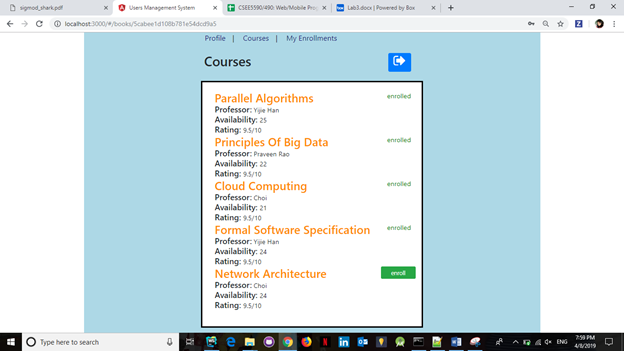 sigmod_shark.pdf
Users Management System
CSEES590/490: Web/Mobile Prog
Lab3.docx | Powered by Box
localhost:3000/#/books/5cabee1d108b781e54dcd9a5
Profile | Courses | My Enrollments
Courses
Parallel Algorithms enrolled
Professor: Yijie Han
Availability: 25
Rating: 9.5/10
Principles Of Big Data enrolled
Professor: Praveen Rao
Availability: 22
Rating: 9.5/10
Cloud Computing enrolled
Professor: Choi
Availability: 21
Rating: 9.5/10
Formal Software Specification enrolled
Professor: Yijie Han
Availability: 24
Rating: 9.5/10
Network Architecture enroll
Professor: Choi
Availability: 24
Rating: 9.5/10
Type here to search
ENG
7:59 PM
4/8/2019